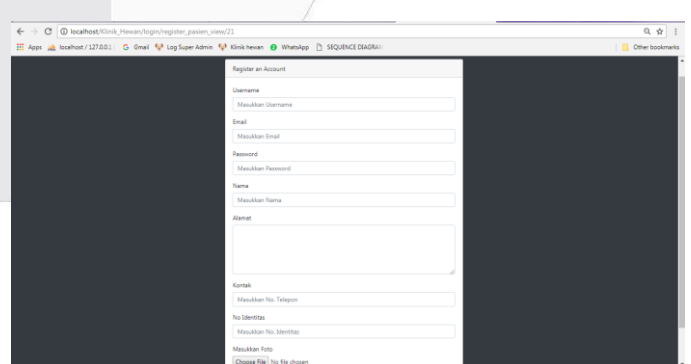 localhost/Klinik_Hewan/login/register_pasien_view/21
Apps localhost / 127.0.0.1 G Gmail Log Super Admin Klinik hewan WhatsApp SEQUENCE DIAGRAM Other bookmarks
Register an Account
Username
Masukkan Username
Email
Masukkan Email
Password
Masukkan Password
Nama
Masukkan Nama
Alamat
Kontak
Masukkan No. Telepon
No Identitas
Masukkan No. Identitas
Masukkan Foto
Choose File No file chosen